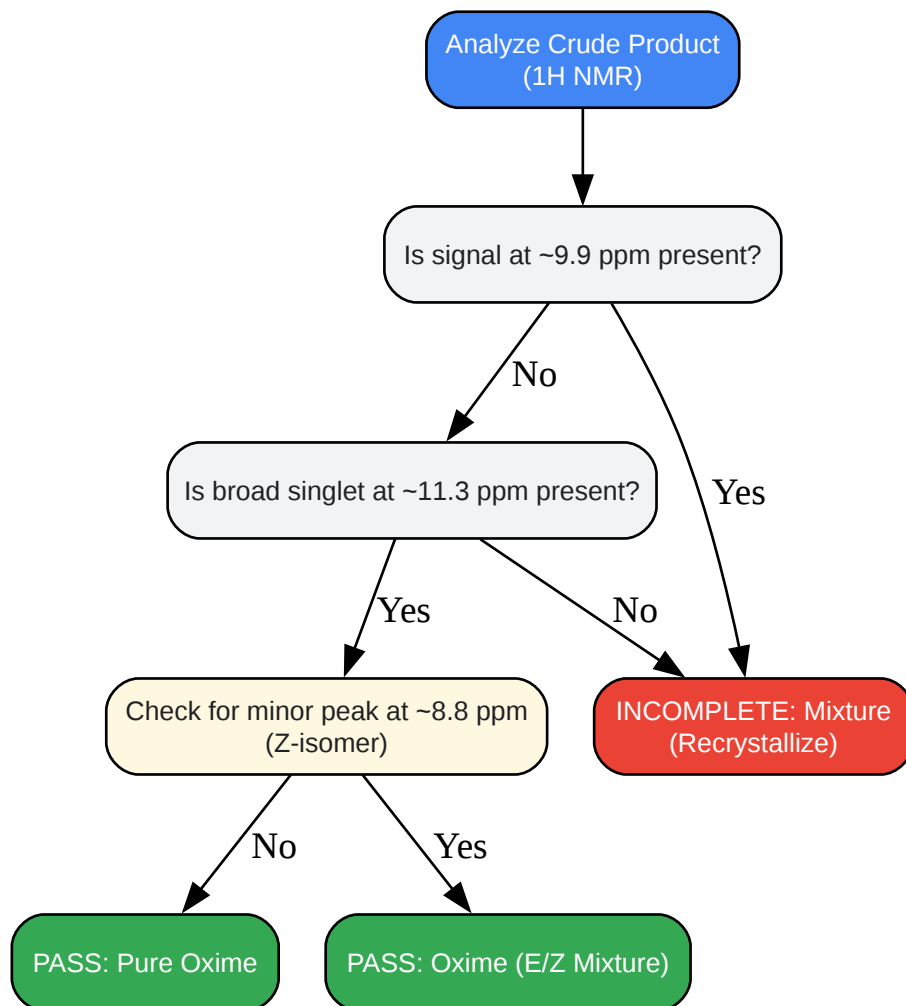 Analyze Crude Product
(1H NMR)
Is signal at ~9.9 ppm present?
No
Is broad singlet at ~11.3 ppm present?
Yes
Yes
No
Check for minor peak at ~8.8 ppm
(Z-isomer)
INCOMPLETE: Mixture
(Recrystallize)
No
Yes
PASS: Pure Oxime
PASS: Oxime (E/Z Mixture)